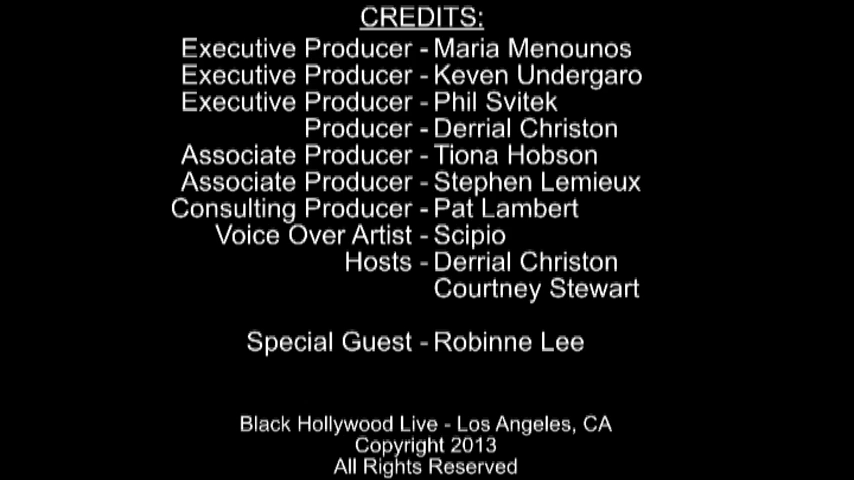 CREDITS:
Executive Producer - Maria Menounos
Executive Producer - Keven Undergaro
Executive Producer - Phil Svitek
Producer - Derrial Christon
Associate Producer - Tiona Hobson
Associate Producer - Stephen Lemieux
Consulting Producer - Pat Lambert
Voice Over Artist - Scipio
Hosts - Derrial Christon
Courtney Stewart
Special Guest - Robinne Lee
Black Hollywood Live - Los Angeles, CA
Copyright 2013
All Rights Reserved